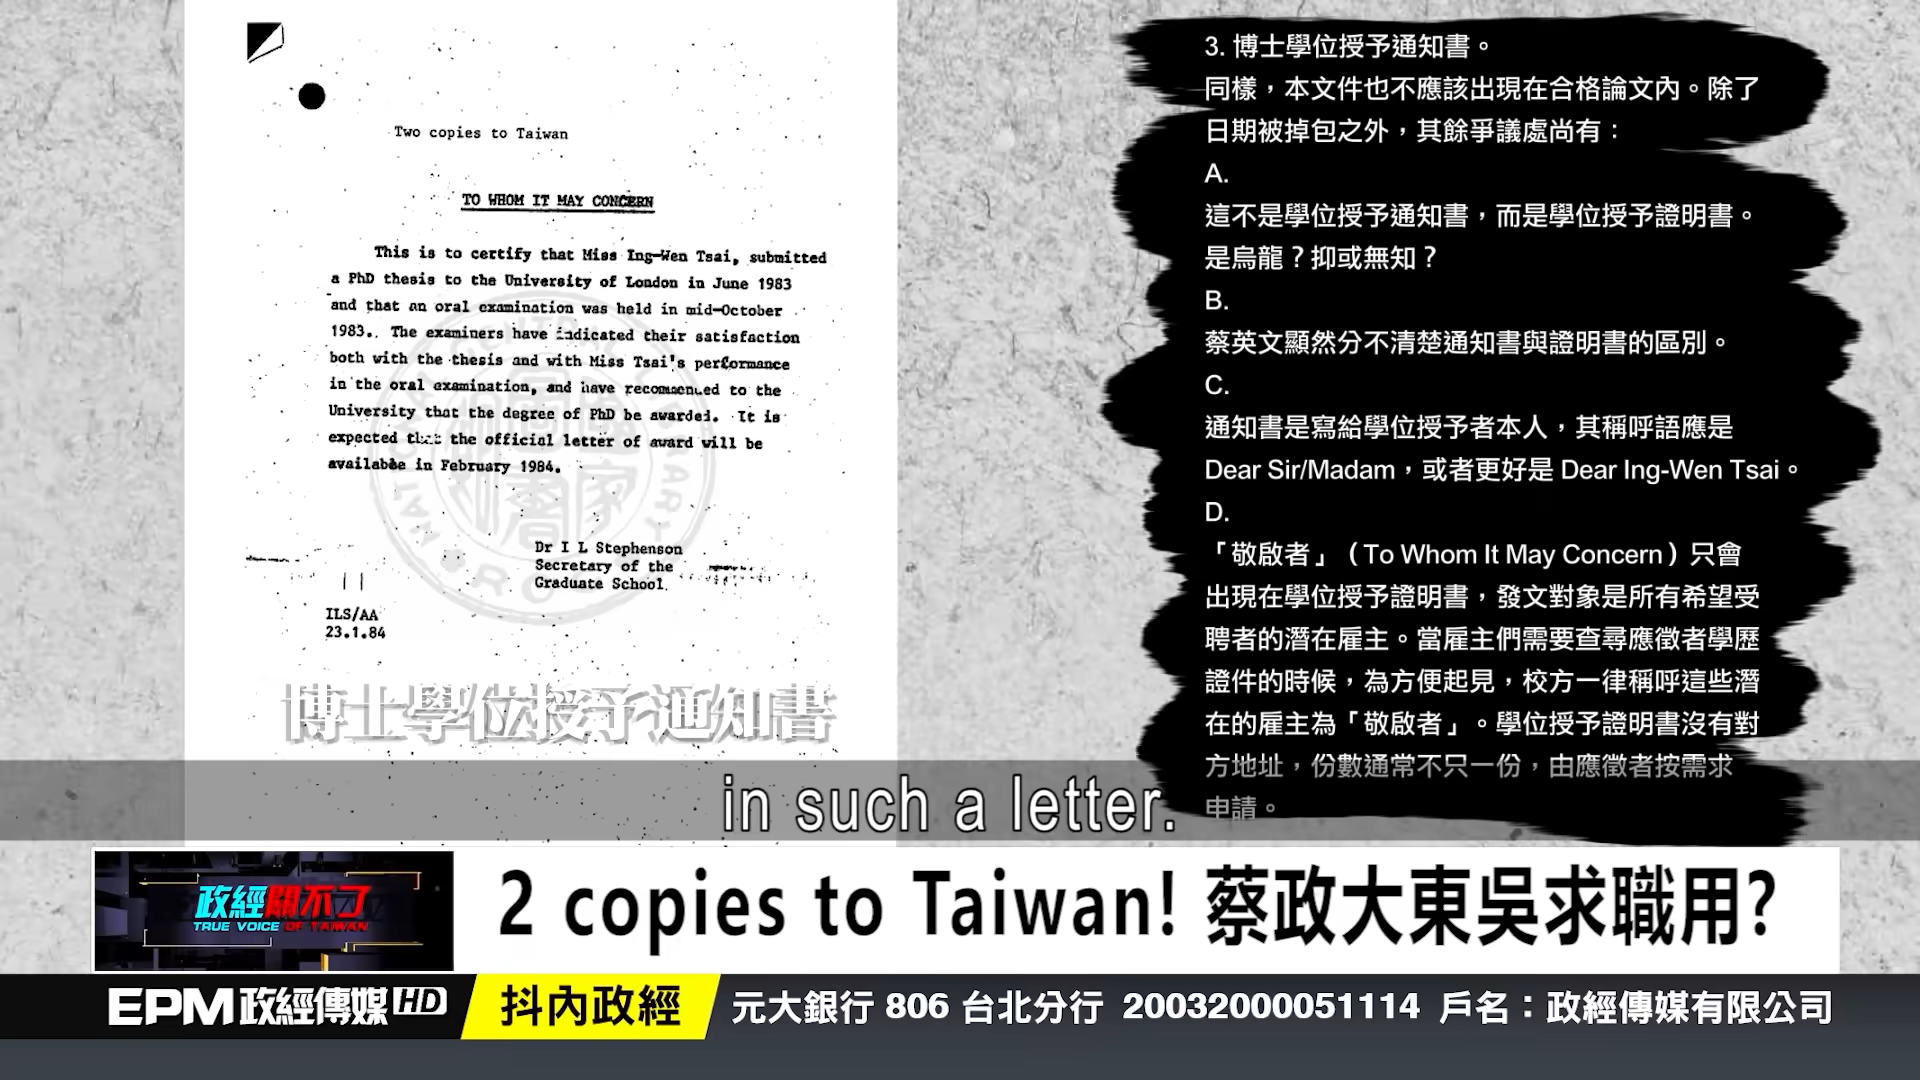 Two copies to Taiwan
TO WHOM IT MAY CONCERN
This is to certify that Miss Ing-Wen Tsai, submitted
a PhD thesis to the University of London in June 1983
and that an oral examination was held in mid-October
1983. The examiners have indicated their satisfaction
both with the thesis and with Miss Tsai's performance
in the oral examination, and have recommended to the
University that the degree of PhD be awarded. It is
expected that the official letter of award will be
available in February 1984.
Dr I L Stephenson
Secretary of the
Graduate School.
ILS/AA
23.1.84
博士學位授予通知書
3. 博士學位授予通知書。
同樣，本文件也不應該出現在合格論文內。除了
日期被掉包之外，其餘爭議處尚有：
A.
這不是學位授予通知書，而是學位授予證明書。
是烏龍？抑或無知？
B.
蔡英文顯然分不清楚通知書與證明書的區別。
C.
通知書是寫給學位授予者本人，其稱呼語應是
Dear Sir/Madam，或者更好是 Dear Ing-Wen Tsai。
D.
「敬啟者」（To Whom It May Concern）只會
出現在學位授予證明書，發文對象是所有希望受
聘者的潛在雇主。當雇主們需要查尋應徵者學歷
證件的時候，為方便起見，校方一律稱呼這些潛
在的雇主為「敬啟者」。學位授予證明書沒有對
方地址，份數通常不只一份，由應徵者按需求
申請。
in such a letter.
政經關不了
TRUE VOICE OF TAIWAN
2 copies to Taiwan! 蔡政大東吳求職用?
EPM政經傳媒HD
抖內政經
元大銀行 806 台北分行 20032000051114 戶名：政經傳媒有限公司